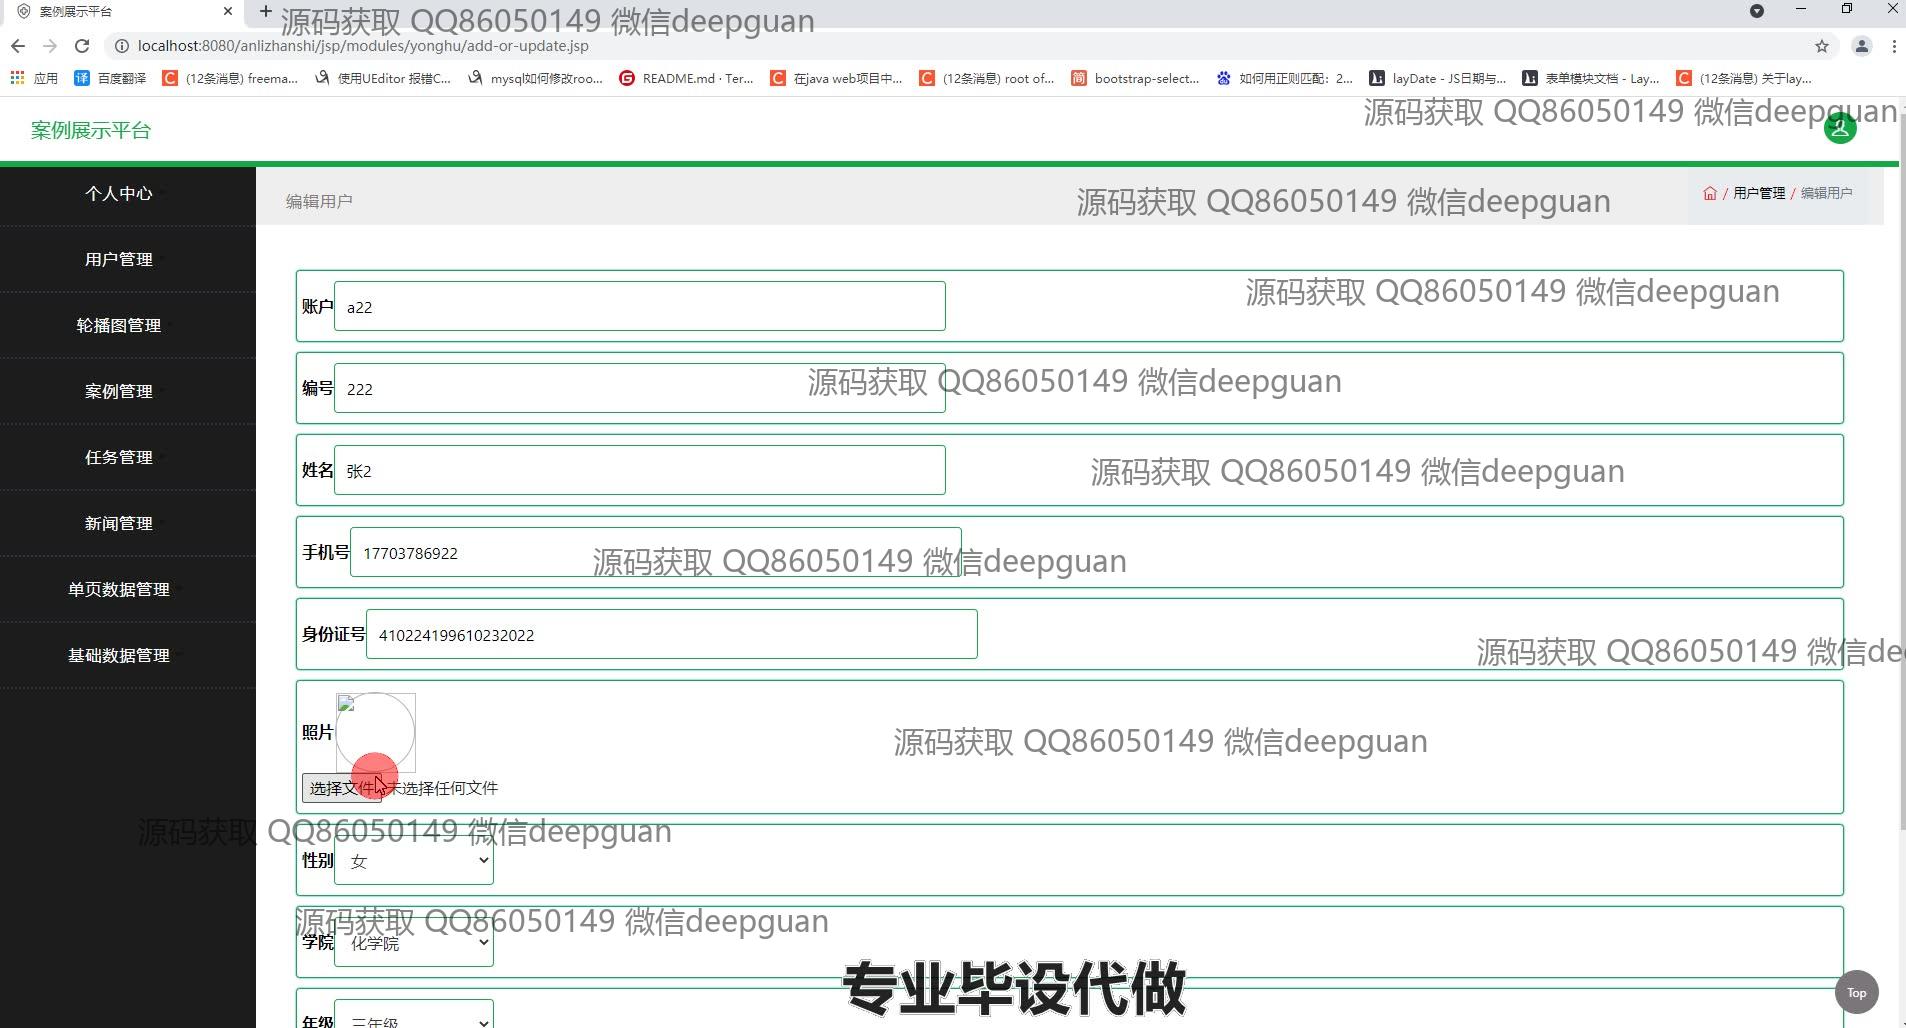 案例展示平台
源码获取 QQ86050149 微信deepguan
localhost:8080/anlizhanshi/jsp/modules/yonghu/add-or-update.jsp
应用 百度翻译 (12条消息) freema... 使用UEditor 报错C... mysql如何修改roo... README.md · Ter... 在java web项目中... (12条消息) root of... bootstrap-select... 如何用正则匹配：2... layDate - JS日期与... 表单模块文档 - Lay... (12条消息) 关于lay...
源码获取 QQ86050149 微信deepguan
案例展示平台
个人中心
编辑用户
源码获取 QQ86050149 微信deepguan
/ 用户管理 / 编辑用户
用户管理
轮播图管理
案例管理
任务管理
新闻管理
单页数据管理
基础数据管理
账户 a22
源码获取 QQ86050149 微信deepguan
编号 222
源码获取 QQ86050149 微信deepguan
姓名 张2
源码获取 QQ86050149 微信deepguan
手机号 17703786922
源码获取 QQ86050149 微信deepguan
身份证号 410224199610232022
源码获取 QQ86050149 微信de
照片
源码获取 QQ86050149 微信deepguan
选择文件 未选择任何文件
源码获取 QQ86050149 微信deepguan
性别 女
源码获取 QQ86050149 微信deepguan
学院 化学院
专业毕设代做
Top
年级 三年级